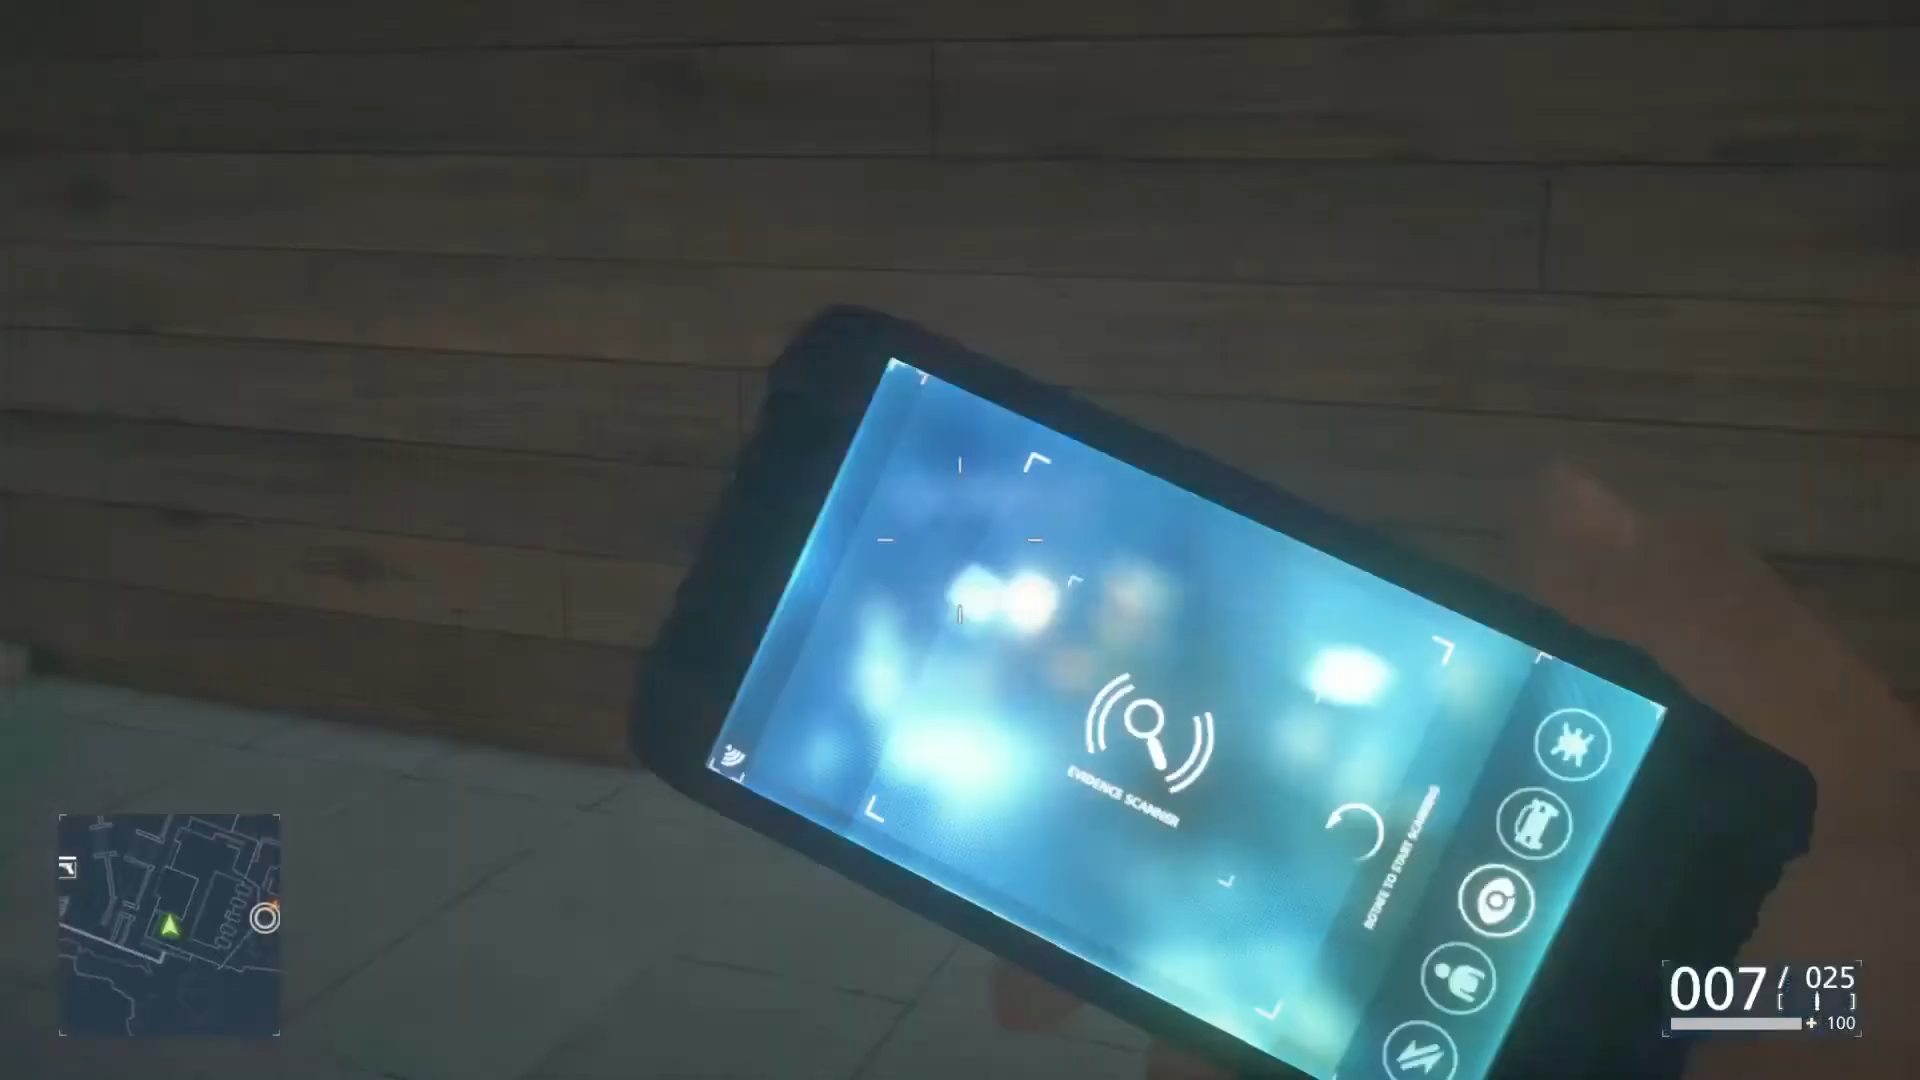 EVIDENCE SCANNER
ROTATE TO START SCANNING
007/ 025
+ 100